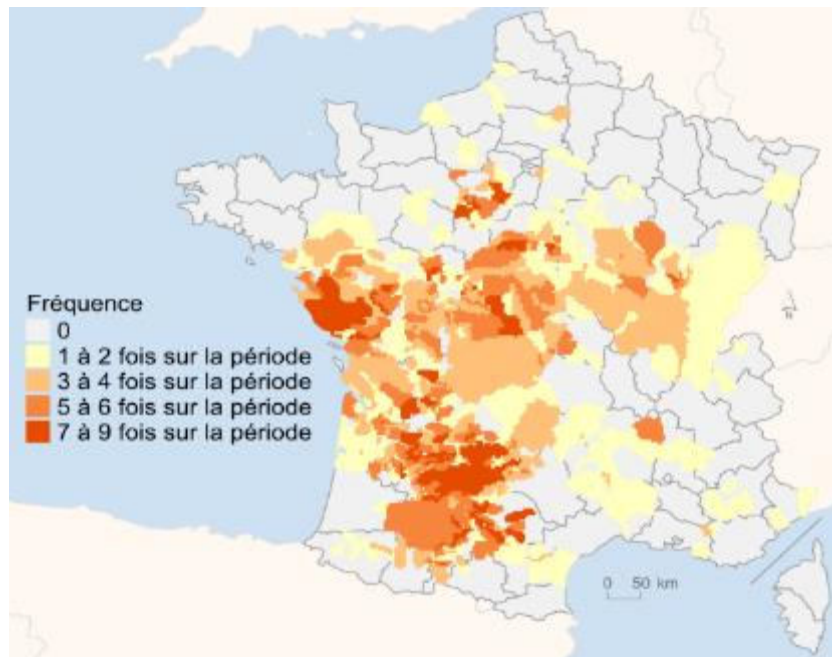 Fréquence
0
1 à 2 fois sur la période
3 à 4 fois sur la période
5 à 6 fois sur la période
7 à 9 fois sur la période
0 50 km